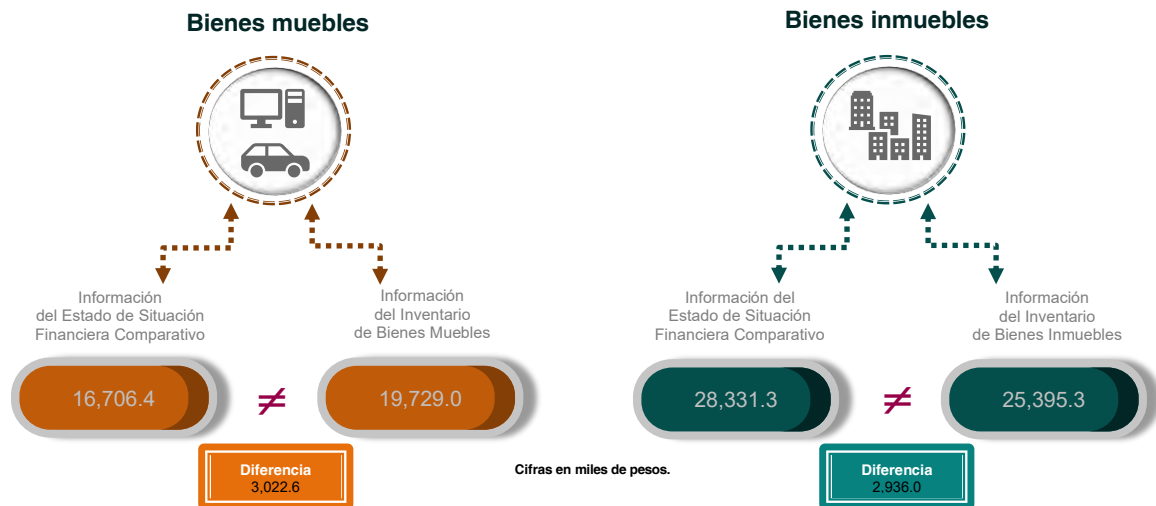 Bienes muebles
Información
del Estado de Situación
Financiera Comparativo
Información
del Inventario
de Bienes Muebles
16,706.4
≠
19,729.0
Diferencia
3,022.6
Cifras en miles de pesos.
Bienes inmuebles
Información del
Estado de Situación
Financiera Comparativo
Información
del Inventario
de Bienes Inmuebles
28,331.3
≠
25,395.3
Diferencia
2,936.0